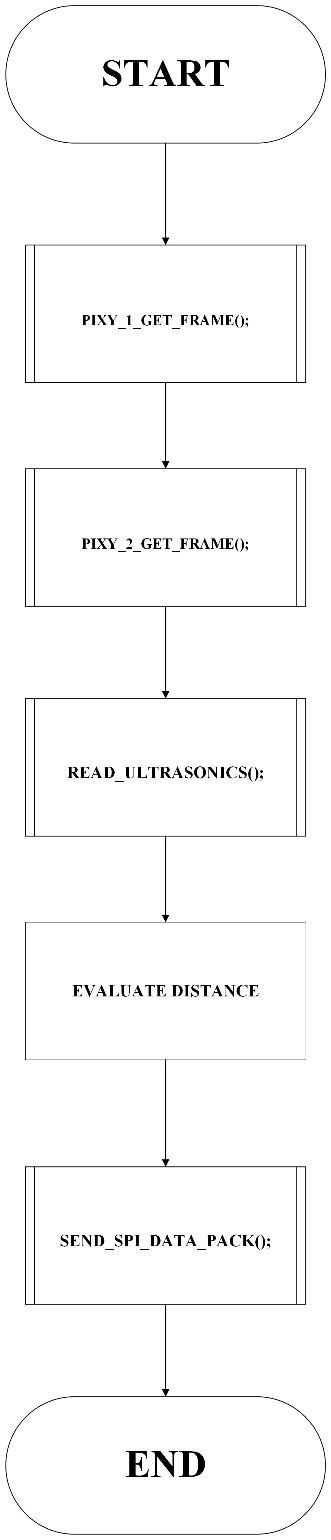 START
PIXY_1_GET_FRAME();
PIXY_2_GET_FRAME();
READ_ULTRASONICS();
EVALUATE DISTANCE
SEND_SPI_DATA_PACK();
END